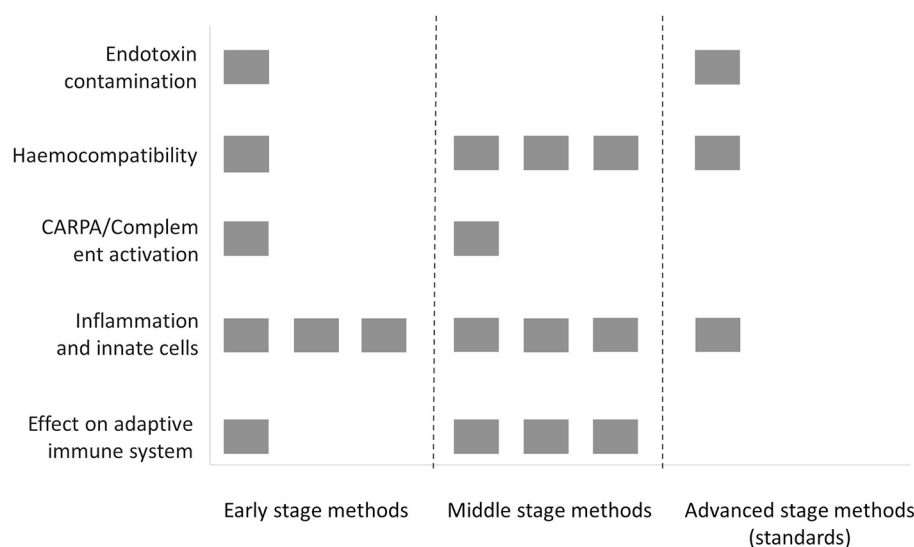 Endotoxin
contamination
Haemocompatibility
CARPA/Complem
ent activation
Inflammation
and innate cells
Effect on adaptive
immune system
Early stage methods
Middle stage methods
Advanced stage methods
(standards)